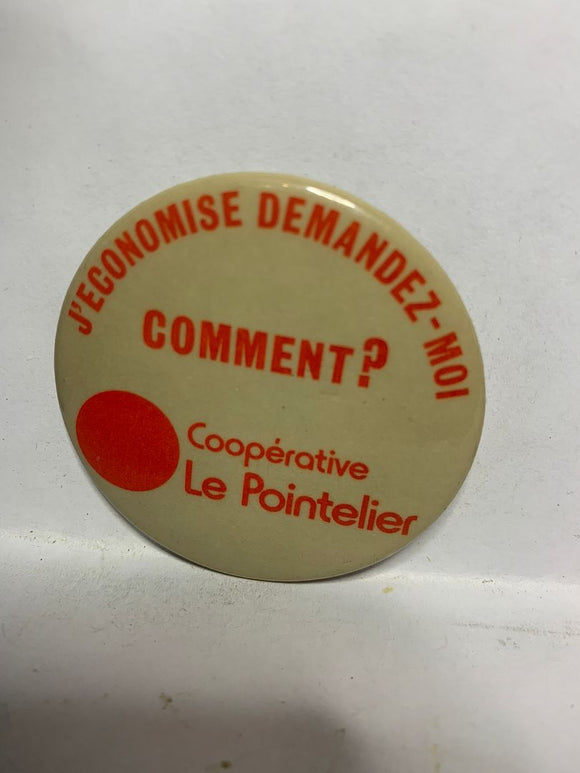 J'ECONOMISE DEMANDEZ-MOI
COMMENT?
Coopérative
Le Pointelier